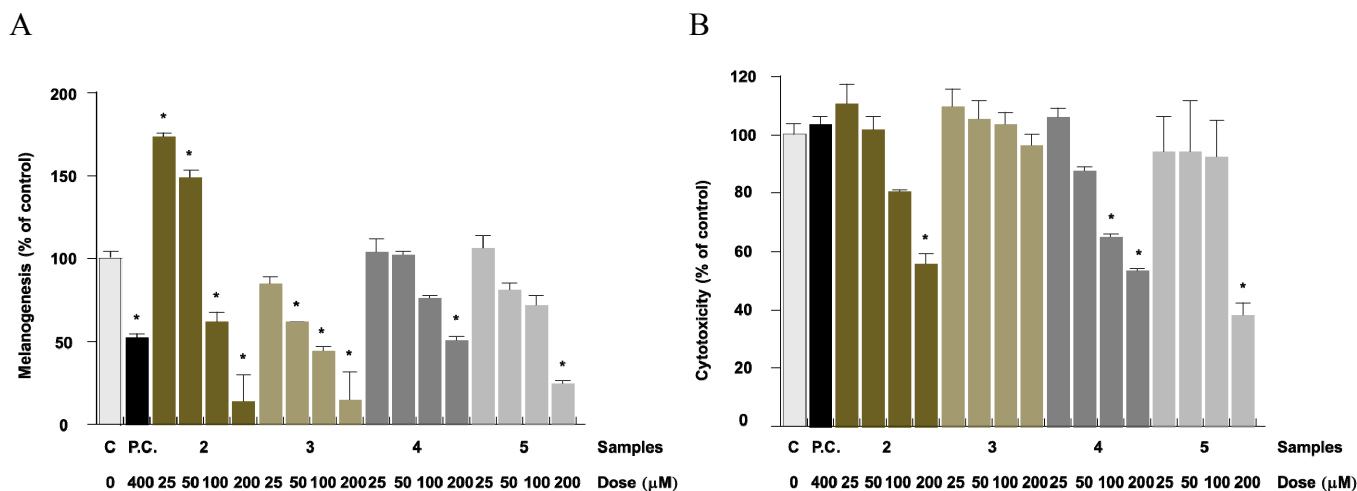 A
Melanogenesis (% of control)
200
150
100
50
0
* * * * * * * * * *
C P.C. 2 3 4 5 Samples
0 400 25 50 100 200 25 50 100 200 25 50 100 200 25 50 100 200 Dose (μM)
B
Cytotoxicity (% of control)
120
100
80
60
40
20
0
* * * *
C P.C. 2 3 4 5 Samples
0 400 25 50 100 200 25 50 100 200 25 50 100 200 25 50 100 200 Dose (μM)